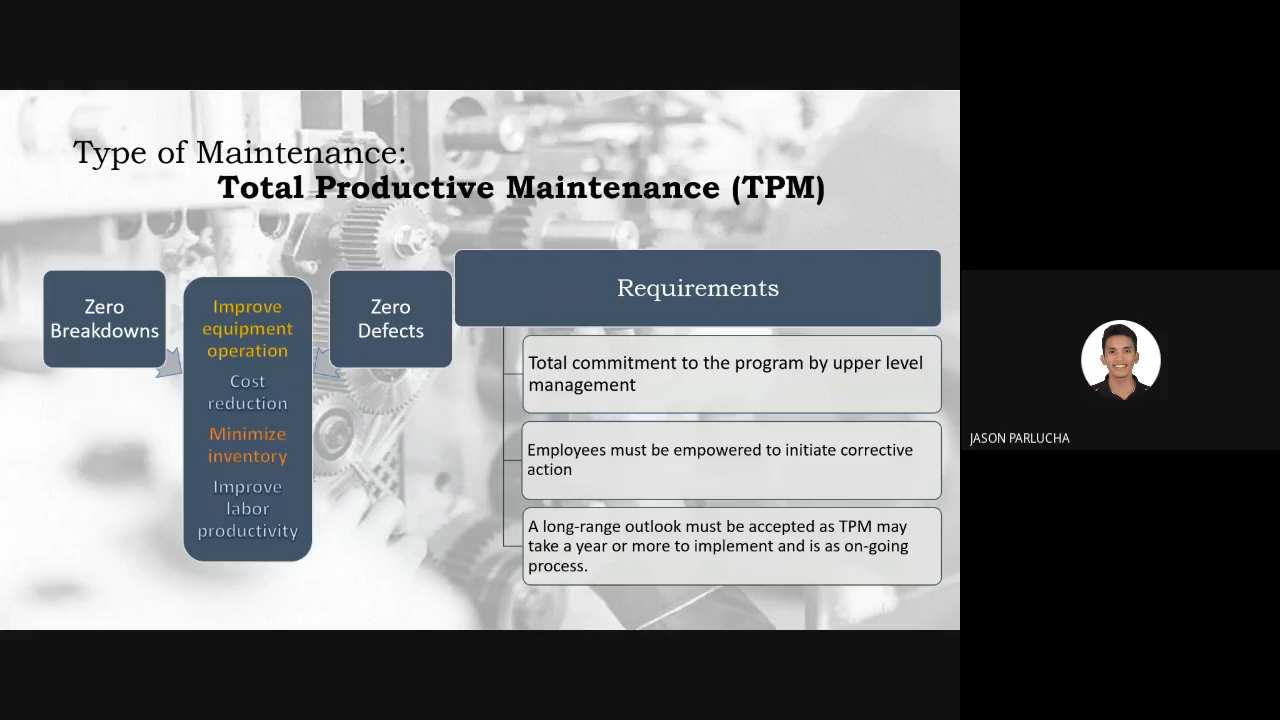 Type of Maintenance:
Total Productive Maintenance (TPM)
Zero
Breakdowns
Improve
equipment
operation
Cost
reduction
Minimize
inventory
Improve
labor
productivity
Zero
Defects
Requirements
Total commitment to the program by upper level
management
Employees must be empowered to initiate corrective
action
A long-range outlook must be accepted as TPM may
take a year or more to implement and is as on-going
process.
JASON PARLUCHA